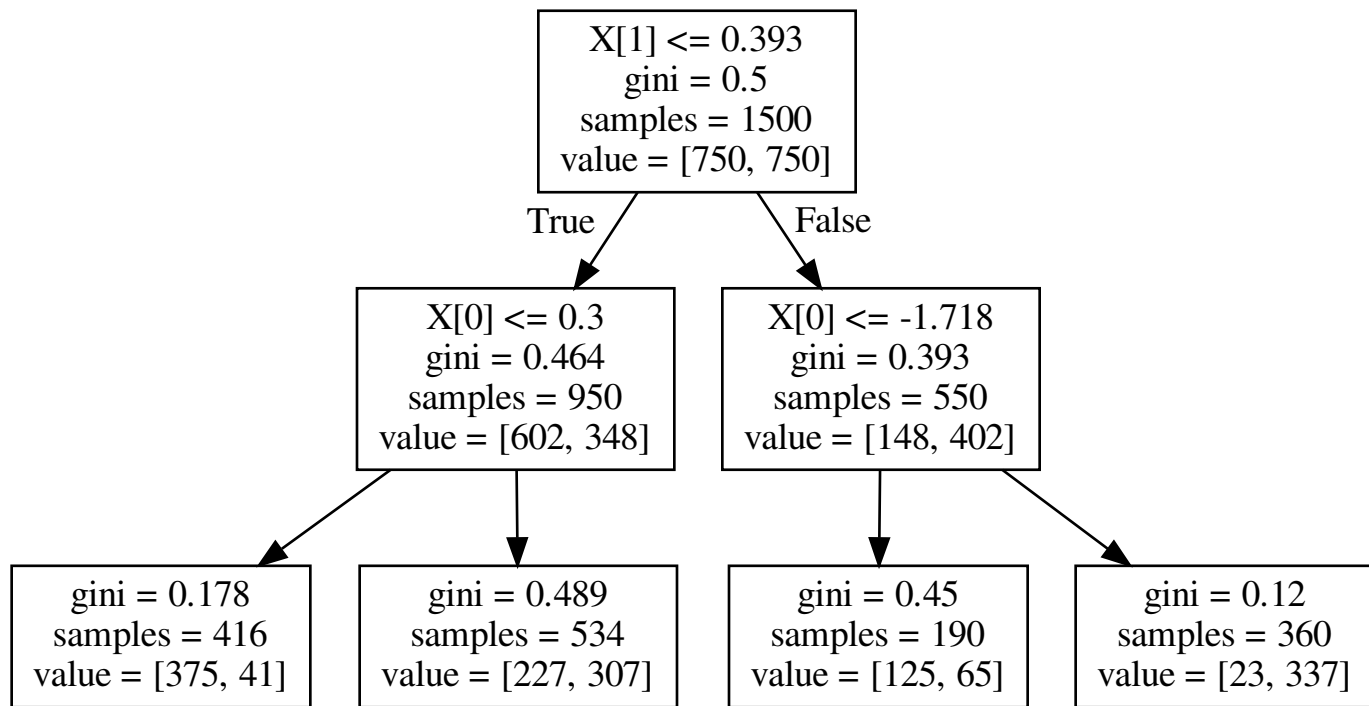 X[1] <= 0.393
gini = 0.5
samples = 1500
value = [750, 750]
True
False
X[0] <= 0.3
gini = 0.464
samples = 950
value = [602, 348]
X[0] <= -1.718
gini = 0.393
samples = 550
value = [148, 402]
gini = 0.178
samples = 416
value = [375, 41]
gini = 0.489
samples = 534
value = [227, 307]
gini = 0.45
samples = 190
value = [125, 65]
gini = 0.12
samples = 360
value = [23, 337]